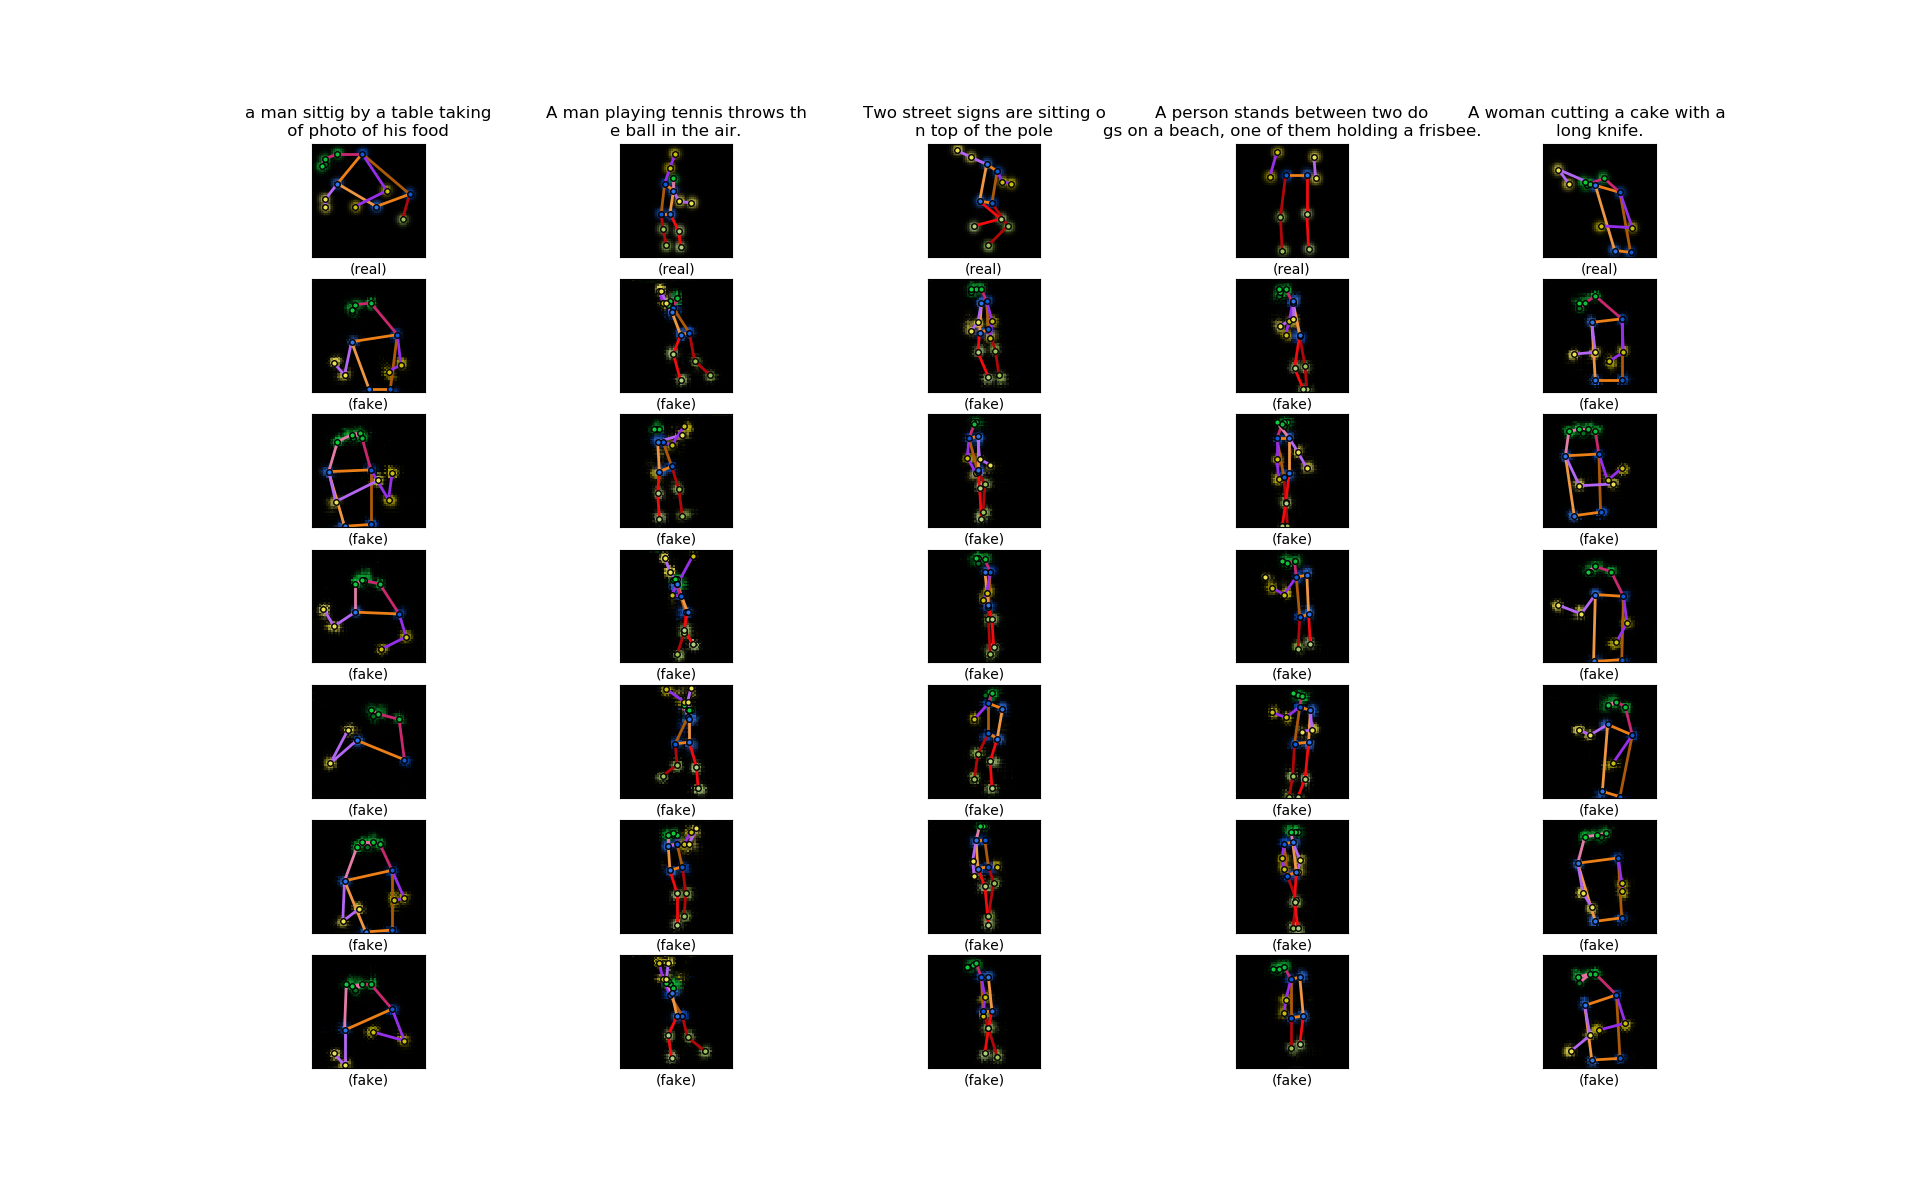 a man sittig by a table taking
of photo of his food
A man playing tennis throws th
e ball in the air.
Two street signs are sitting o
n top of the pole
A person stands between two do
gs on a beach, one of them holding a frisbee.
A woman cutting a cake with a
long knife.
(real) (real) (real) (real) (real)
(fake) (fake) (fake) (fake) (fake)
(fake) (fake) (fake) (fake) (fake)
(fake) (fake) (fake) (fake) (fake)
(fake) (fake) (fake) (fake) (fake)
(fake) (fake) (fake) (fake) (fake)
(fake) (fake) (fake) (fake) (fake)